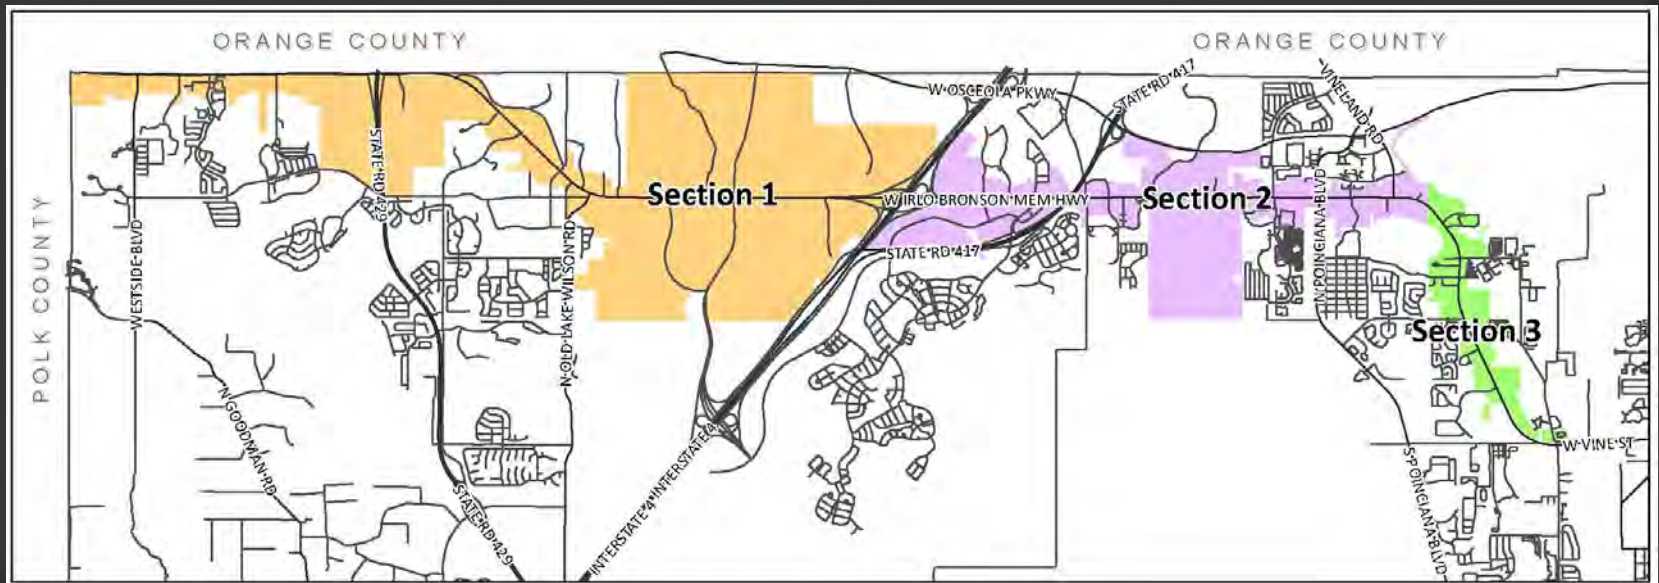 ORANGE COUNTY
ORANGE COUNTY
W OSCEOLA PKWY
STATE RD 417
VINELAND RD
STATE RD 429
Section 1
W IRLO BRONSON MEM HWY
Section 2
N POINCIANA BLVD
POLK COUNTY
WESTSIDE BLVD
N OLD LAKE WILSON RD
STATE RD 417
Section 3
N GOODMAN RD
INTERSTATE 4
INTERSTATE 4
W VINE ST
S POINCIANA BLVD
STATE RD 429